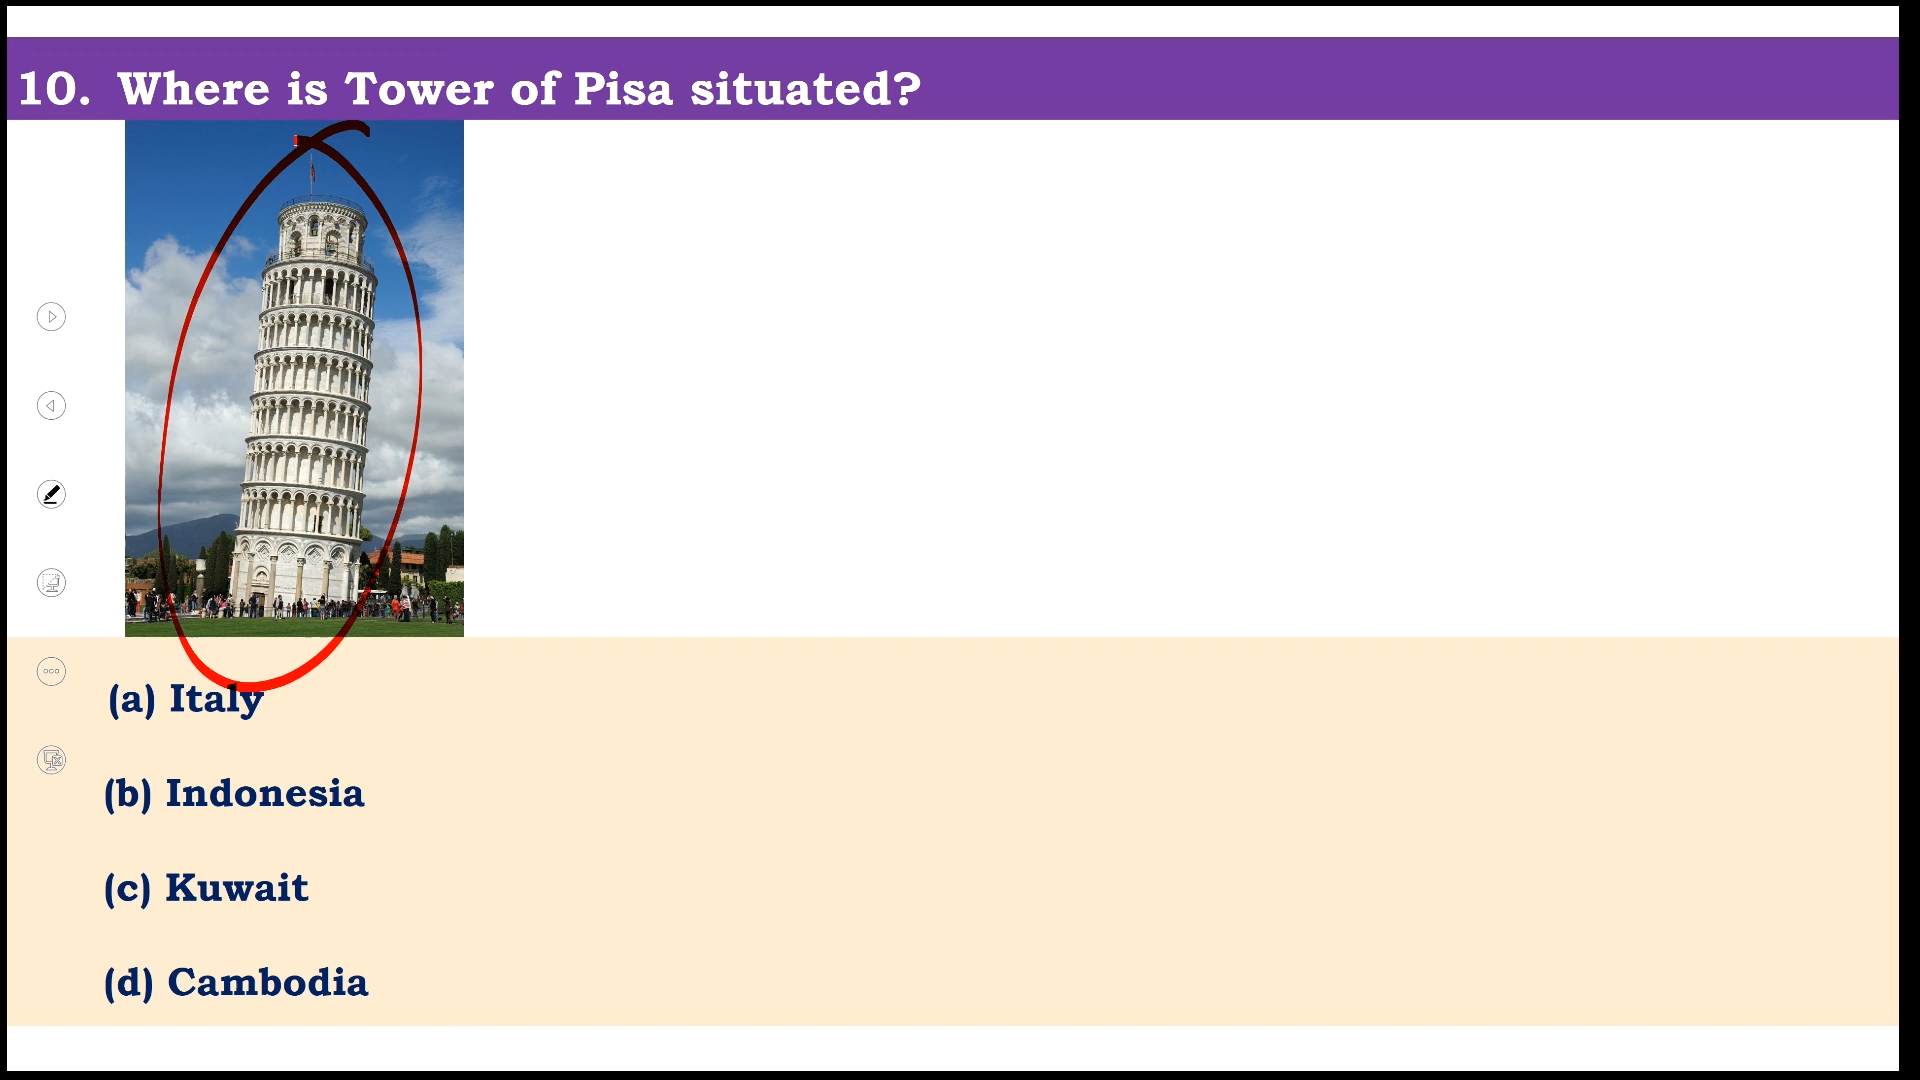 10. Where is Tower of Pisa situated?
(a) Italy
(b) Indonesia
(c) Kuwait
(d) Cambodia